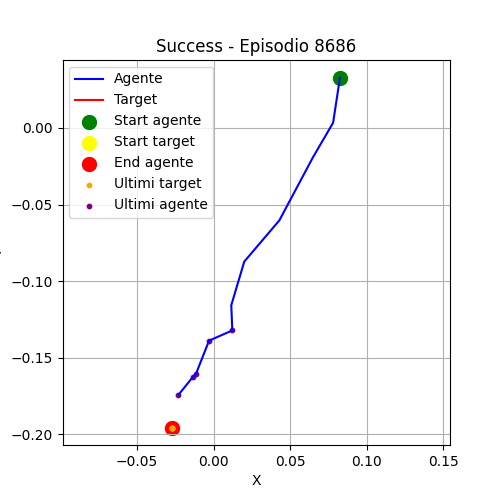 Success - Episodio 8686
Agente
Target
Start agente
Start target
End agente
Ultimi target
Ultimi agente
0.00
−0.05
−0.10
−0.15
−0.20
−0.05
0.00
0.05
0.10
0.15
X